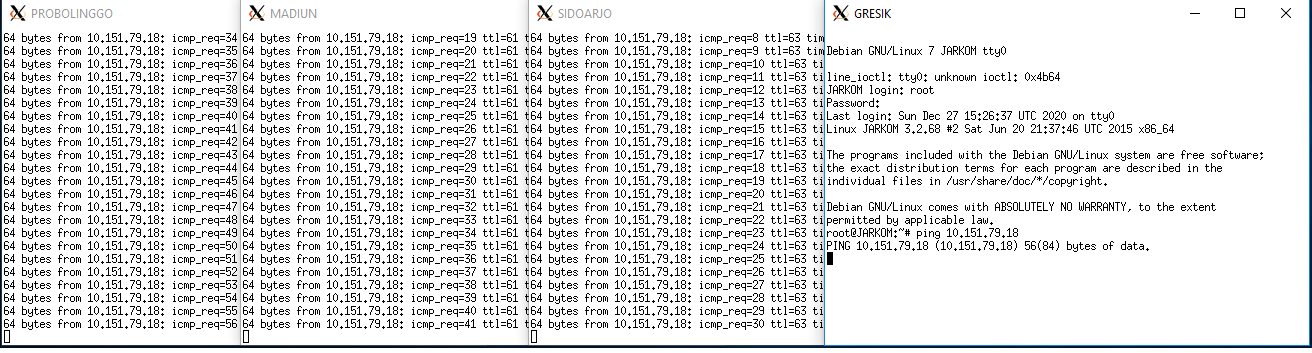 PROBOLINGGO
64 bytes from 10.151.79.18: icmp_req=34
64 bytes from 10.151.79.18: icmp_req=35
64 bytes from 10.151.79.18: icmp_req=36
64 bytes from 10.151.79.18: icmp_req=37
64 bytes from 10.151.79.18: icmp_req=38
64 bytes from 10.151.79.18: icmp_req=39
64 bytes from 10.151.79.18: icmp_req=40
64 bytes from 10.151.79.18: icmp_req=41
64 bytes from 10.151.79.18: icmp_req=42
64 bytes from 10.151.79.18: icmp_req=43
64 bytes from 10.151.79.18: icmp_req=44
64 bytes from 10.151.79.18: icmp_req=45
64 bytes from 10.151.79.18: icmp_req=46
64 bytes from 10.151.79.18: icmp_req=47
64 bytes from 10.151.79.18: icmp_req=48
64 bytes from 10.151.79.18: icmp_req=49
64 bytes from 10.151.79.18: icmp_req=50
64 bytes from 10.151.79.18: icmp_req=51
64 bytes from 10.151.79.18: icmp_req=52
64 bytes from 10.151.79.18: icmp_req=53
64 bytes from 10.151.79.18: icmp_req=54
64 bytes from 10.151.79.18: icmp_req=55
64 bytes from 10.151.79.18: icmp_req=56
MADIUN
64 bytes from 10.151.79.18: icmp_req=19 ttl=61 t
64 bytes from 10.151.79.18: icmp_req=20 ttl=61 t
64 bytes from 10.151.79.18: icmp_req=21 ttl=61 t
64 bytes from 10.151.79.18: icmp_req=22 ttl=61 t
64 bytes from 10.151.79.18: icmp_req=23 ttl=61 t
64 bytes from 10.151.79.18: icmp_req=24 ttl=61 t
64 bytes from 10.151.79.18: icmp_req=25 ttl=61 t
64 bytes from 10.151.79.18: icmp_req=26 ttl=61 t
64 bytes from 10.151.79.18: icmp_req=27 ttl=61 t
64 bytes from 10.151.79.18: icmp_req=28 ttl=61 t
64 bytes from 10.151.79.18: icmp_req=29 ttl=61 t
64 bytes from 10.151.79.18: icmp_req=30 ttl=61 t
64 bytes from 10.151.79.18: icmp_req=31 ttl=61 t
64 bytes from 10.151.79.18: icmp_req=32 ttl=61 t
64 bytes from 10.151.79.18: icmp_req=33 ttl=61 t
64 bytes from 10.151.79.18: icmp_req=34 ttl=61 t
64 bytes from 10.151.79.18: icmp_req=35 ttl=61 t
64 bytes from 10.151.79.18: icmp_req=36 ttl=61 t
64 bytes from 10.151.79.18: icmp_req=37 ttl=61 t
64 bytes from 10.151.79.18: icmp_req=38 ttl=61 t
64 bytes from 10.151.79.18: icmp_req=39 ttl=61 t
64 bytes from 10.151.79.18: icmp_req=40 ttl=61 t
64 bytes from 10.151.79.18: icmp_req=41 ttl=61 t
SIDOARJO
64 bytes from 10.151.79.18: icmp_req=8 ttl=63 tim
64 bytes from 10.151.79.18: icmp_req=9 ttl=63 tim
64 bytes from 10.151.79.18: icmp_req=10 ttl=63 ti
64 bytes from 10.151.79.18: icmp_req=11 ttl=63 ti
64 bytes from 10.151.79.18: icmp_req=12 ttl=63 ti
64 bytes from 10.151.79.18: icmp_req=13 ttl=63 ti
64 bytes from 10.151.79.18: icmp_req=14 ttl=63 ti
64 bytes from 10.151.79.18: icmp_req=15 ttl=63 ti
64 bytes from 10.151.79.18: icmp_req=16 ttl=63 ti
64 bytes from 10.151.79.18: icmp_req=17 ttl=63 ti
64 bytes from 10.151.79.18: icmp_req=18 ttl=63 ti
64 bytes from 10.151.79.18: icmp_req=19 ttl=63 ti
64 bytes from 10.151.79.18: icmp_req=20 ttl=63 ti
64 bytes from 10.151.79.18: icmp_req=21 ttl=63 ti
64 bytes from 10.151.79.18: icmp_req=22 ttl=63 ti
64 bytes from 10.151.79.18: icmp_req=23 ttl=63 ti
64 bytes from 10.151.79.18: icmp_req=24 ttl=63 ti
64 bytes from 10.151.79.18: icmp_req=25 ttl=63 ti
64 bytes from 10.151.79.18: icmp_req=26 ttl=63 ti
64 bytes from 10.151.79.18: icmp_req=27 ttl=63 ti
64 bytes from 10.151.79.18: icmp_req=28 ttl=63 ti
64 bytes from 10.151.79.18: icmp_req=29 ttl=63 ti
64 bytes from 10.151.79.18: icmp_req=30 ttl=63 ti
GRESIK
Debian GNU/Linux 7 JARKOM tty0
line_ioctl: tty0: unknown ioctl: 0x4b64
JARKOM login: root
Password:
Last login: Sun Dec 27 15:26:37 UTC 2020 on tty0
Linux JARKOM 3.2.68 #2 Sat Jun 20 21:37:46 UTC 2015 x86_64
The programs included with the Debian GNU/Linux system are free software;
the exact distribution terms for each program are described in the
individual files in /usr/share/doc/*/copyright.
Debian GNU/Linux comes with ABSOLUTELY NO WARRANTY, to the extent
permitted by applicable law.
root@JARKOM:~# ping 10.151.79.18
PING 10.151.79.18 (10.151.79.18) 56(84) bytes of data.